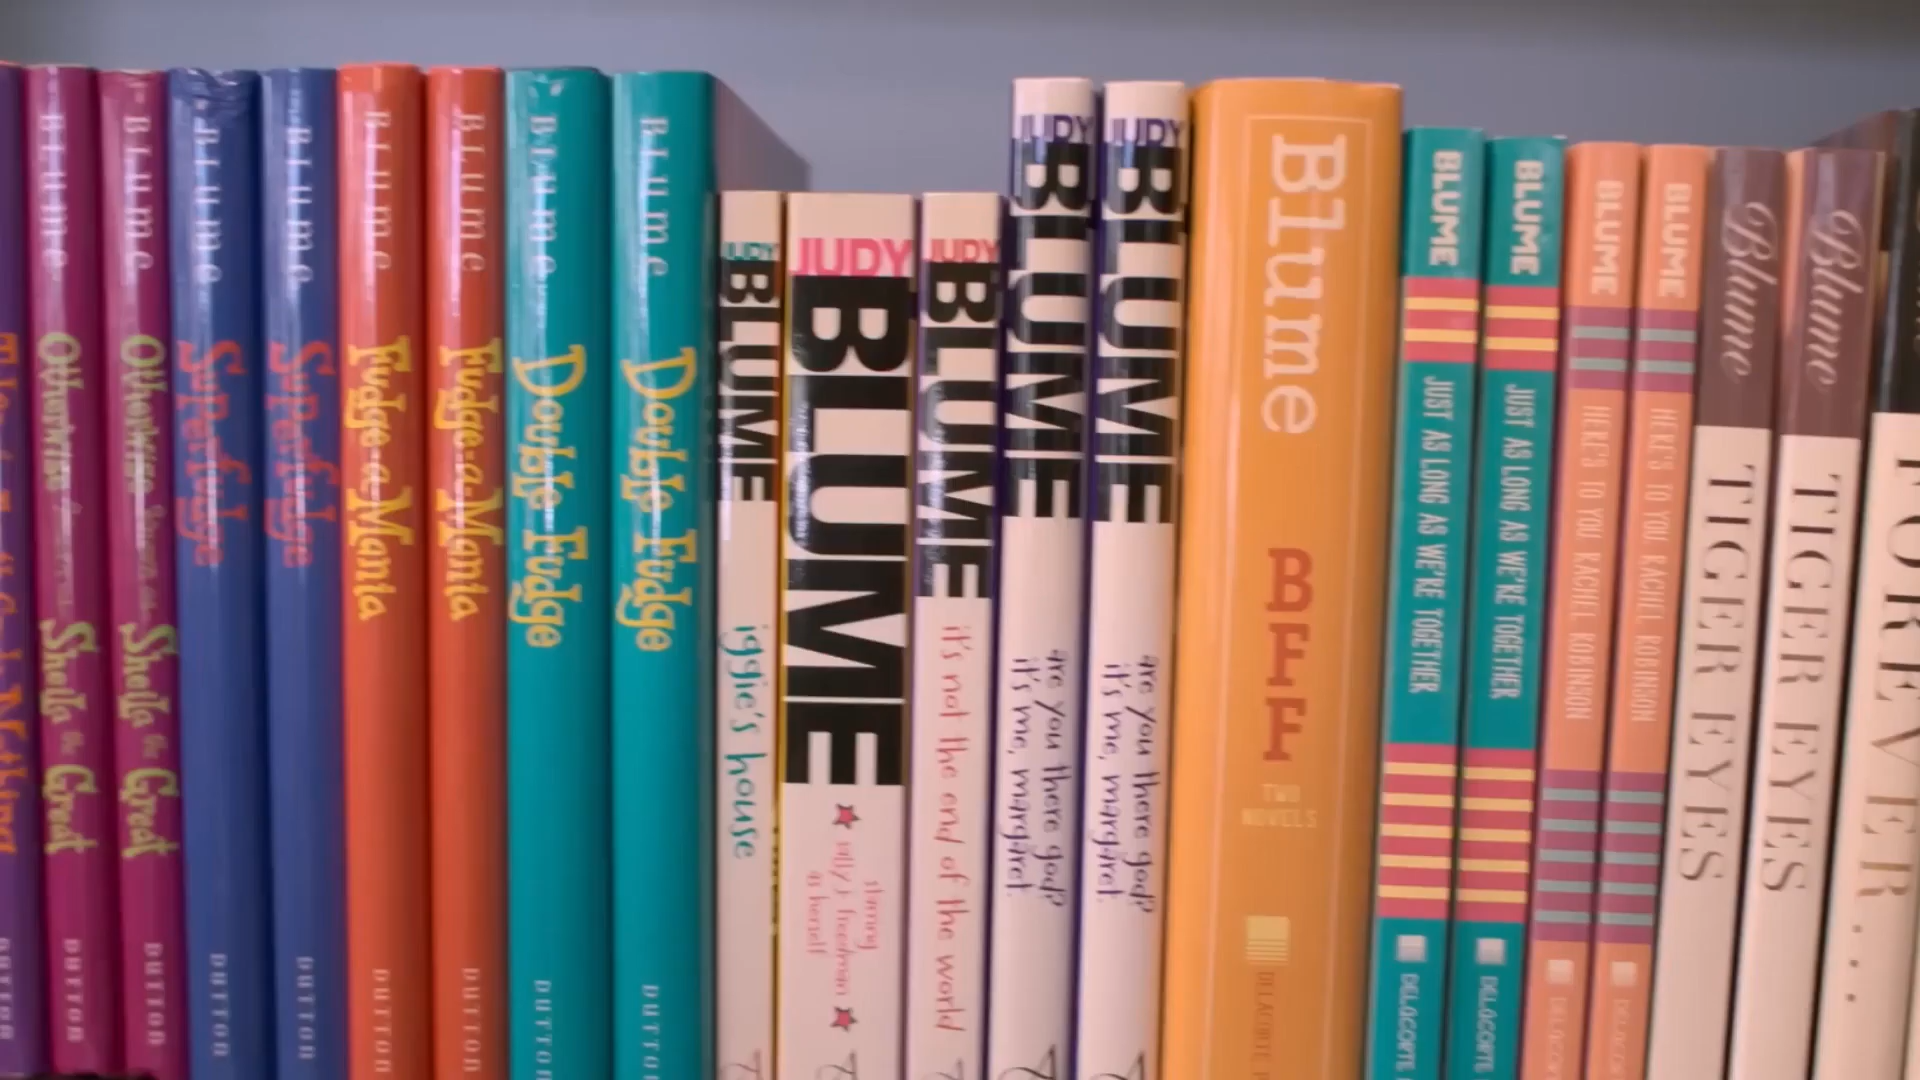 Blume
Otherwise Known as Sheila the Great
DUTTON
Blume
Otherwise Known as Sheila the Great
DUTTON
Blume
Superfudge
DUTTON
Blume
Superfudge
DUTTON
Blume
Fudge-a-Mania
DUTTON
Blume
Fudge-a-Mania
DUTTON
Blume
Double Fudge
DUTTON
Blume
Double Fudge
DUTTON
JUDY
BLUME
iggie's house
JUDY
BLUME
starring
sally j. freedman
as herself
JUDY
BLUME
it's not the end of the world
JUDY
BLUME
are you there god?
it's me, margaret.
JUDY
BLUME
are you there god?
it's me, margaret.
Blume
BFF
TWO
NOVELS
DELACORTE
BLUME
JUST AS LONG AS WE'RE TOGETHER
DELACORTE
BLUME
JUST AS LONG AS WE'RE TOGETHER
DELACORTE
BLUME
HERE'S TO YOU, RACHEL ROBINSON
BLUME
HERE'S TO YOU, RACHEL ROBINSON
Blume
TIGER EYES
Blume
TIGER EYES
FOREVER....